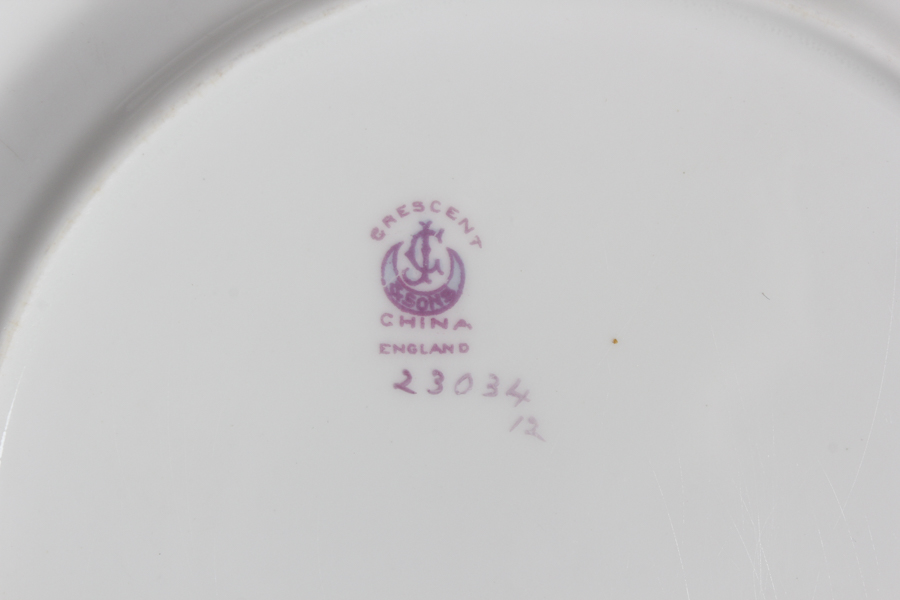 CRESCENT
JG
& SONS
CHINA
ENGLAND
23034
12